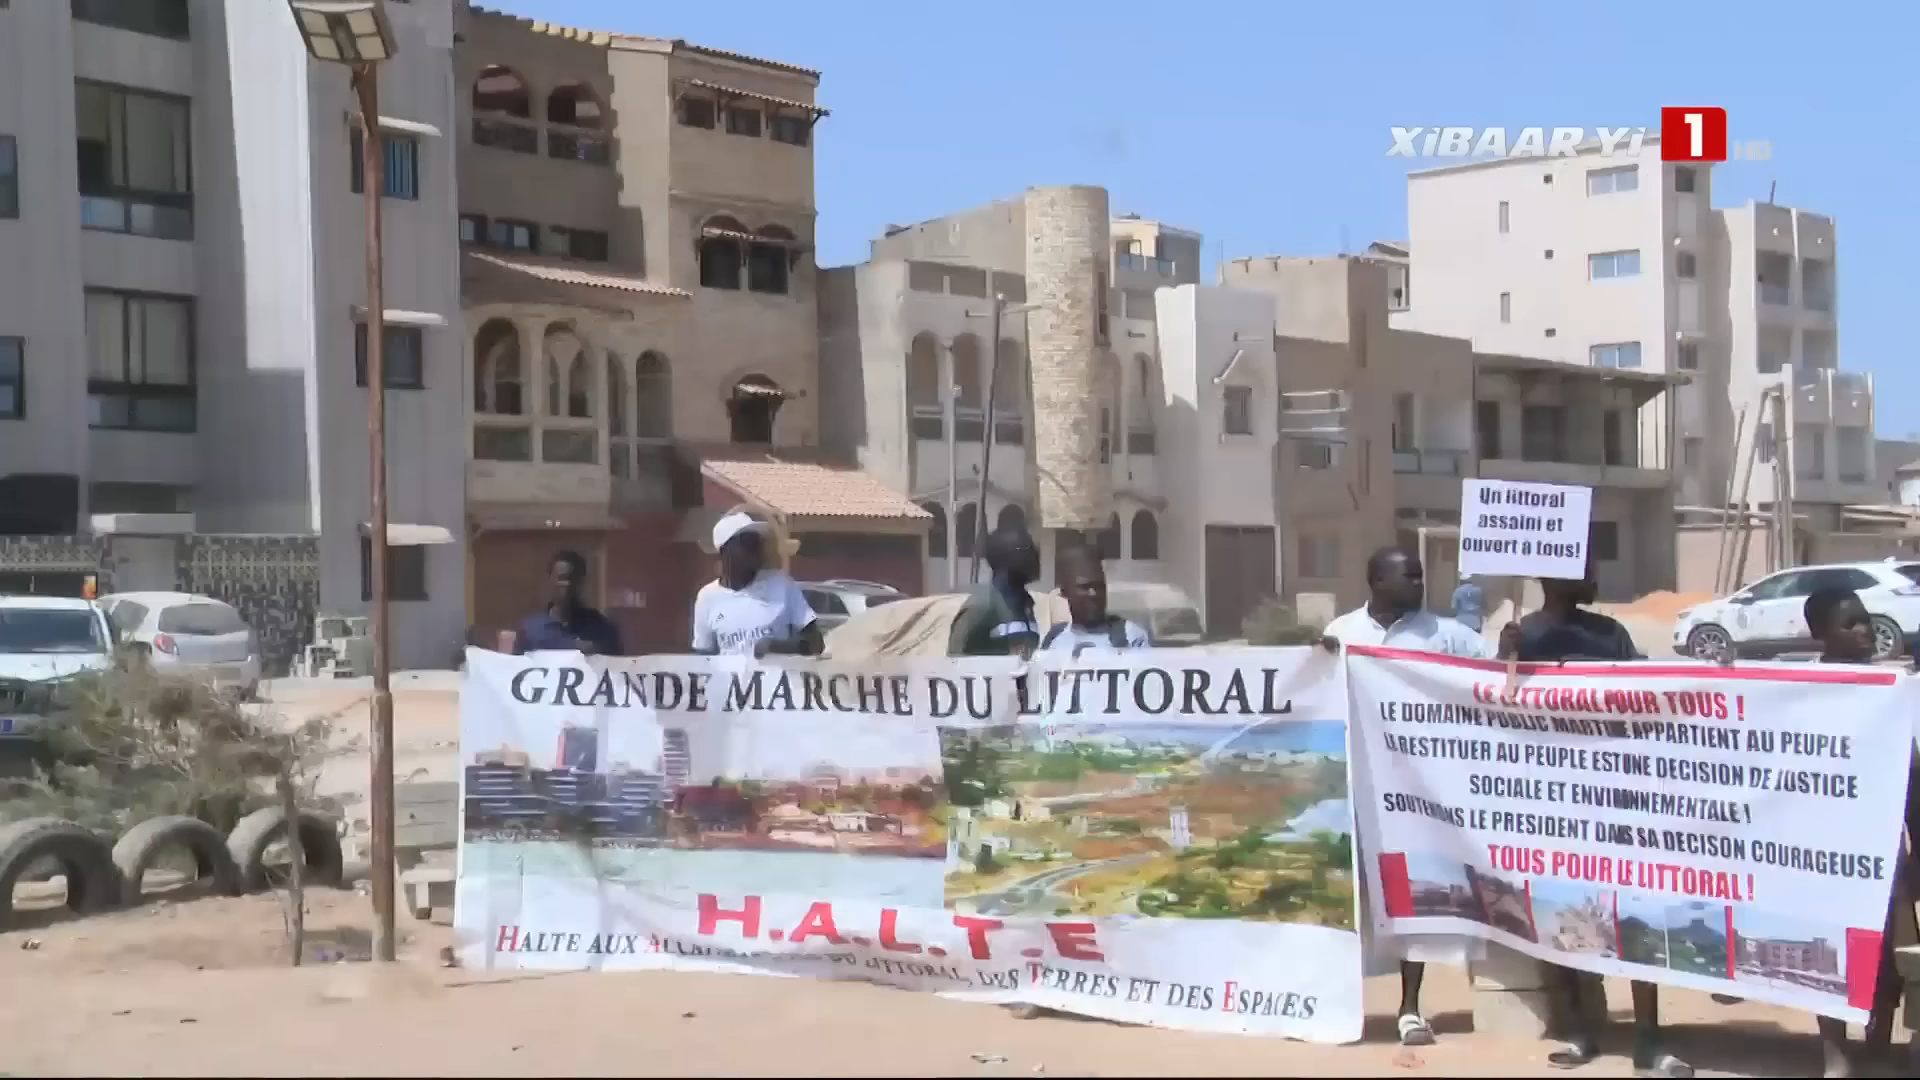 XiBAAR Yi 1 HD
Un littoral
assaini et
ouvert à tous!
Emirates
GRANDE MARCHE DU LITTORAL
H.A.L.T.E
HALTE AUX DU LITTORAL, DES TERRES ET DES ESPACES
LE LITTORAL POUR TOUS !
LE DOMAINE PUBLIC MARTIME APPARTIENT AU PEUPLE
LE RESTITUER AU PEUPLE EST UNE DECISION DE JUSTICE
SOCIALE ET ENVIRONNEMENTALE !
SOUTENONS LE PRESIDENT DANS SA DECISON COURAGEUSE
TOUS POUR LE LITTORAL !